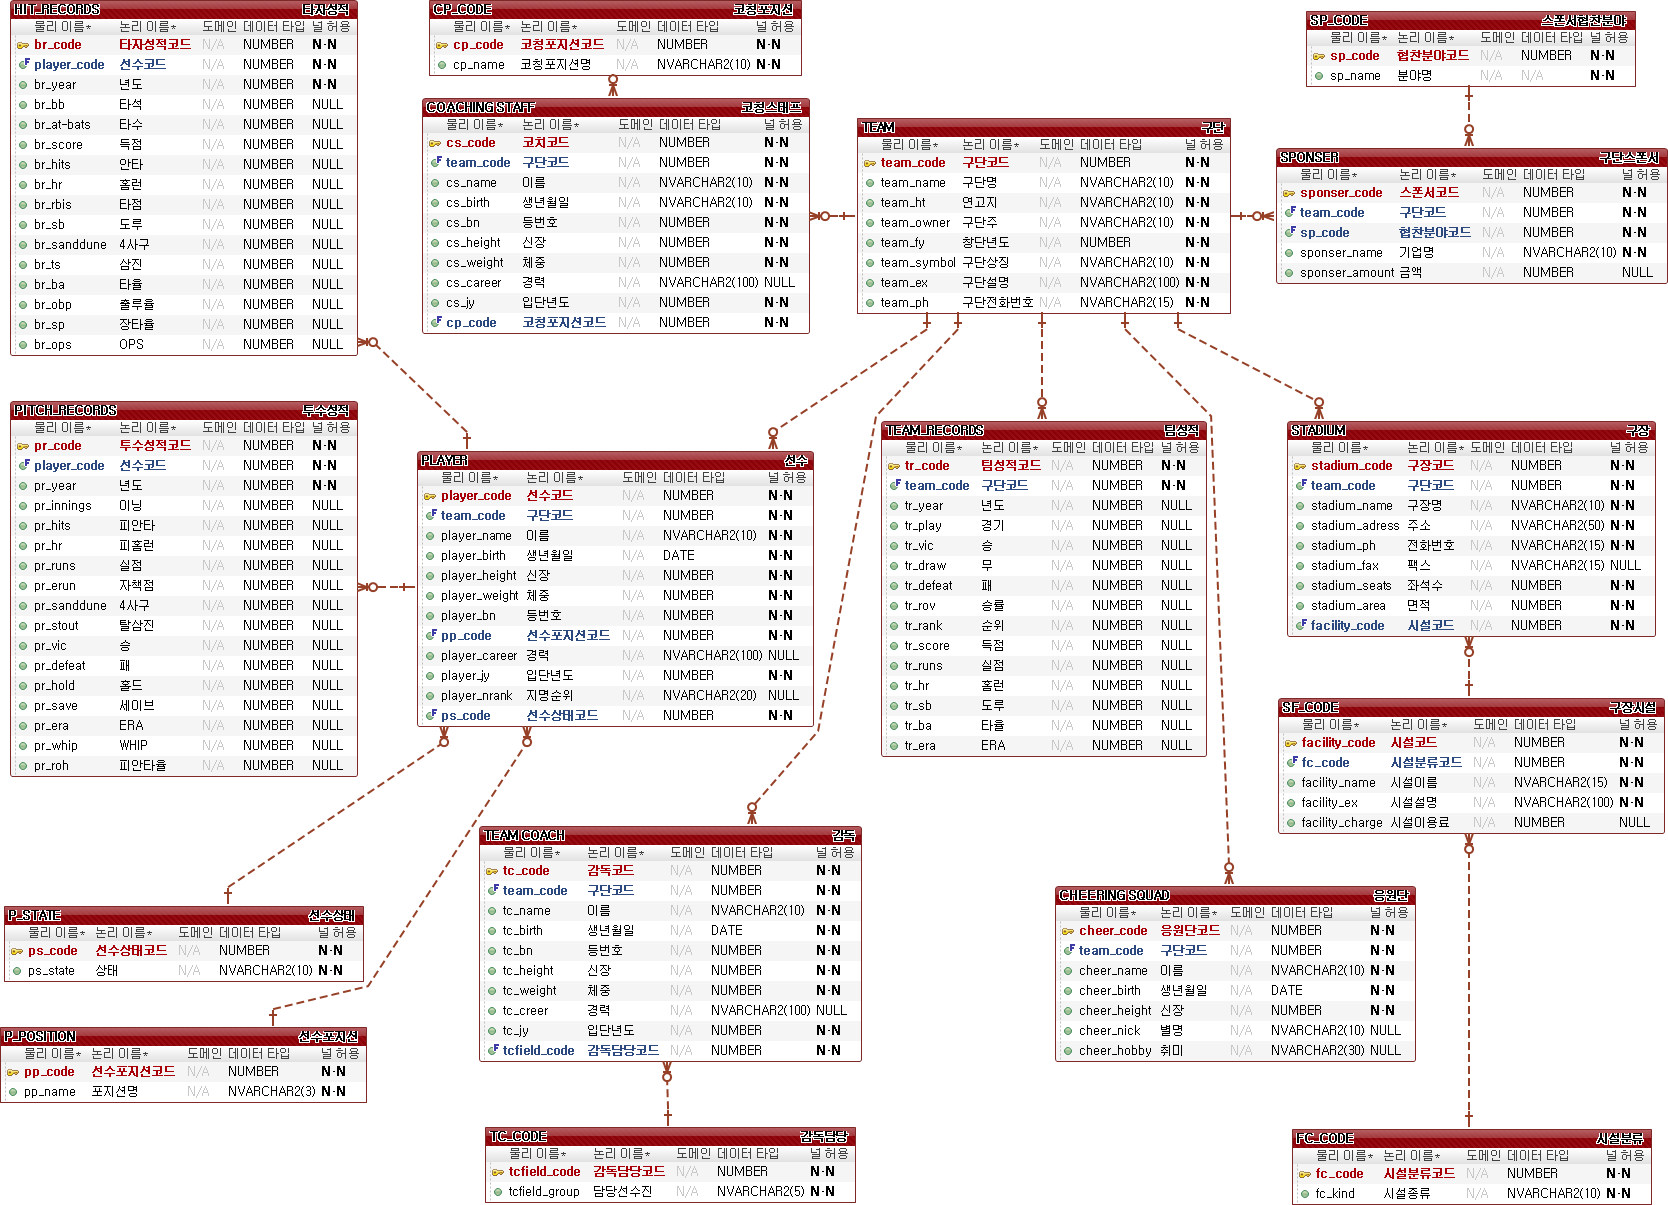 HIT_RECORDS 타자성적
물리 이름* 논리 이름* 도메인 데이터 타입 널 허용
br_code 타자성적코드 N/A NUMBER N-N
player_code 선수코드 N/A NUMBER N-N
br_year 년도 N/A NUMBER N-N
br_bb 타석 N/A NUMBER NULL
br_at-bats 타수 N/A NUMBER NULL
br_score 득점 N/A NUMBER NULL
br_hits 안타 N/A NUMBER NULL
br_hr 홈런 N/A NUMBER NULL
br_rbis 타점 N/A NUMBER NULL
br_sb 도루 N/A NUMBER NULL
br_sanddune 4사구 N/A NUMBER NULL
br_ts 삼진 N/A NUMBER NULL
br_ba 타율 N/A NUMBER NULL
br_obp 출루율 N/A NUMBER NULL
br_sp 장타율 N/A NUMBER NULL
br_ops OPS N/A NUMBER NULL
CP_CODE 코칭포지션
물리 이름* 논리 이름* 도메인 데이터 타입 널 허용
cp_code 코칭포지션코드 N/A NUMBER N-N
cp_name 코칭포지션명 N/A NVARCHAR2(10) N-N
COACHING STAFF 코칭스태프
물리 이름* 논리 이름* 도메인 데이터 타입 널 허용
cs_code 코치코드 N/A NUMBER N-N
team_code 구단코드 N/A NUMBER N-N
cs_name 이름 N/A NVARCHAR2(10) N-N
cs_birth 생년월일 N/A NVARCHAR2(10) N-N
cs_bn 등번호 N/A NUMBER N-N
cs_height 신장 N/A NUMBER N-N
cs_weight 체중 N/A NUMBER N-N
cs_career 경력 N/A NVARCHAR2(100) NULL
cs_jy 입단년도 N/A NUMBER N-N
cp_code 코칭포지션코드 N/A NUMBER N-N
TEAM 구단
물리 이름* 논리 이름* 도메인 데이터 타입 널 허용
team_code 구단코드 N/A NUMBER N-N
team_name 구단명 N/A NVARCHAR2(10) N-N
team_ht 연고지 N/A NVARCHAR2(10) N-N
team_owner 구단주 N/A NVARCHAR2(10) N-N
team_fy 창단년도 N/A NUMBER N-N
team_symbol 구단상징 N/A NVARCHAR2(10) N-N
team_ex 구단설명 N/A NVARCHAR2(100) N-N
team_ph 구단전화번호 N/A NVARCHAR2(15) N-N
SP_CODE 스폰서협찬분야
물리 이름* 논리 이름* 도메인 데이터 타입 널 허용
sp_code 협찬분야코드 N/A NUMBER N-N
sp_name 분야명 N/A N/A N-N
SPONSER 구단스폰서
물리 이름* 논리 이름* 도메인 데이터 타입 널 허용
sponser_code 스폰서코드 N/A NUMBER N-N
team_code 구단코드 N/A NUMBER N-N
sp_code 협찬분야코드 N/A NUMBER N-N
sponser_name 기업명 N/A NVARCHAR2(10) N-N
sponser_amount 금액 N/A NUMBER NULL
PITCH_RECORDS 투수성적
물리 이름* 논리 이름* 도메인 데이터 타입 널 허용
pr_code 투수성적코드 N/A NUMBER N-N
player_code 선수코드 N/A NUMBER N-N
pr_year 년도 N/A NUMBER N-N
pr_innings 이닝 N/A NUMBER NULL
pr_hits 피안타 N/A NUMBER NULL
pr_hr 피홈런 N/A NUMBER NULL
pr_runs 실점 N/A NUMBER NULL
pr_erun 자책점 N/A NUMBER NULL
pr_sanddune 4사구 N/A NUMBER NULL
pr_stout 탈삼진 N/A NUMBER NULL
pr_vic 승 N/A NUMBER NULL
pr_defeat 패 N/A NUMBER NULL
pr_hold 홀드 N/A NUMBER NULL
pr_save 세이브 N/A NUMBER NULL
pr_era ERA N/A NUMBER NULL
pr_whip WHIP N/A NUMBER NULL
pr_roh 피안타율 N/A NUMBER NULL
PLAYER 선수
물리 이름* 논리 이름* 도메인 데이터 타입 널 허용
player_code 선수코드 N/A NUMBER N-N
team_code 구단코드 N/A NUMBER N-N
player_name 이름 N/A NVARCHAR2(10) N-N
player_birth 생년월일 N/A DATE N-N
player_height 신장 N/A NUMBER N-N
player_weight 체중 N/A NUMBER N-N
player_bn 등번호 N/A NUMBER N-N
pp_code 선수포지션코드 N/A NUMBER N-N
player_career 경력 N/A NVARCHAR2(100) NULL
player_jy 입단년도 N/A NUMBER N-N
player_nrank 지명순위 N/A NVARCHAR2(20) NULL
ps_code 선수상태코드 N/A NUMBER N-N
TEAM_RECORDS 팀성적
물리 이름* 논리 이름* 도메인 데이터 타입 널 허용
tr_code 팀성적코드 N/A NUMBER N-N
team_code 구단코드 N/A NUMBER N-N
tr_year 년도 N/A NUMBER NULL
tr_play 경기 N/A NUMBER NULL
tr_vic 승 N/A NUMBER NULL
tr_draw 무 N/A NUMBER NULL
tr_defeat 패 N/A NUMBER NULL
tr_rov 승률 N/A NUMBER NULL
tr_rank 순위 N/A NUMBER NULL
tr_score 득점 N/A NUMBER NULL
tr_runs 실점 N/A NUMBER NULL
tr_hr 홈런 N/A NUMBER NULL
tr_sb 도루 N/A NUMBER NULL
tr_ba 타율 N/A NUMBER NULL
tr_era ERA N/A NUMBER NULL
STADIUM 구장
물리 이름* 논리 이름* 도메인 데이터 타입 널 허용
stadium_code 구장코드 N/A NUMBER N-N
team_code 구단코드 N/A NUMBER N-N
stadium_name 구장명 N/A NVARCHAR2(10) N-N
stadium_adress 주소 N/A NVARCHAR2(50) N-N
stadium_ph 전화번호 N/A NVARCHAR2(15) N-N
stadium_fax 팩스 N/A NVARCHAR2(15) NULL
stadium_seats 좌석수 N/A NUMBER N-N
stadium_area 면적 N/A NUMBER N-N
facility_code 시설코드 N/A NUMBER N-N
SF_CODE 구장시설
물리 이름* 논리 이름* 도메인 데이터 타입 널 허용
facility_code 시설코드 N/A NUMBER N-N
fc_code 시설분류코드 N/A NUMBER N-N
facility_name 시설이름 N/A NVARCHAR2(15) N-N
facility_ex 시설설명 N/A NVARCHAR2(100) N-N
facility_charge 시설이용료 N/A NUMBER NULL
TEAM COACH 감독
물리 이름* 논리 이름* 도메인 데이터 타입 널 허용
tc_code 감독코드 N/A NUMBER N-N
team_code 구단코드 N/A NUMBER N-N
tc_name 이름 N/A NVARCHAR2(10) N-N
tc_birth 생년월일 N/A DATE N-N
tc_bn 등번호 N/A NUMBER N-N
tc_height 신장 N/A NUMBER N-N
tc_weight 체중 N/A NUMBER N-N
tc_creer 경력 N/A NVARCHAR2(100) NULL
tc_jy 입단년도 N/A NUMBER N-N
tcfield_code 감독담당코드 N/A NUMBER N-N
CHEERING SQUAD 응원단
물리 이름* 논리 이름* 도메인 데이터 타입 널 허용
cheer_code 응원단코드 N/A NUMBER N-N
team_code 구단코드 N/A NUMBER N-N
cheer_name 이름 N/A NVARCHAR2(10) N-N
cheer_birth 생년월일 N/A DATE N-N
cheer_height 신장 N/A NUMBER N-N
cheer_nick 별명 N/A NVARCHAR2(10) NULL
cheer_hobby 취미 N/A NVARCHAR2(30) NULL
P_STATE 선수상태
물리 이름* 논리 이름* 도메인 데이터 타입 널 허용
ps_code 선수상태코드 N/A NUMBER N-N
ps_state 상태 N/A NVARCHAR2(10) N-N
P_POSITION 선수포지션
물리 이름* 논리 이름* 도메인 데이터 타입 널 허용
pp_code 선수포지션코드 N/A NUMBER N-N
pp_name 포지션명 N/A NVARCHAR2(3) N-N
TC_CODE 감독담당
물리 이름* 논리 이름* 도메인 데이터 타입 널 허용
tcfield_code 감독담당코드 N/A NUMBER N-N
tcfield_group 담당선수진 N/A NVARCHAR2(5) N-N
FC_CODE 시설분류
물리 이름* 논리 이름* 도메인 데이터 타입 널 허용
fc_code 시설분류코드 N/A NUMBER N-N
fc_kind 시설종류 N/A NVARCHAR2(10) N-N